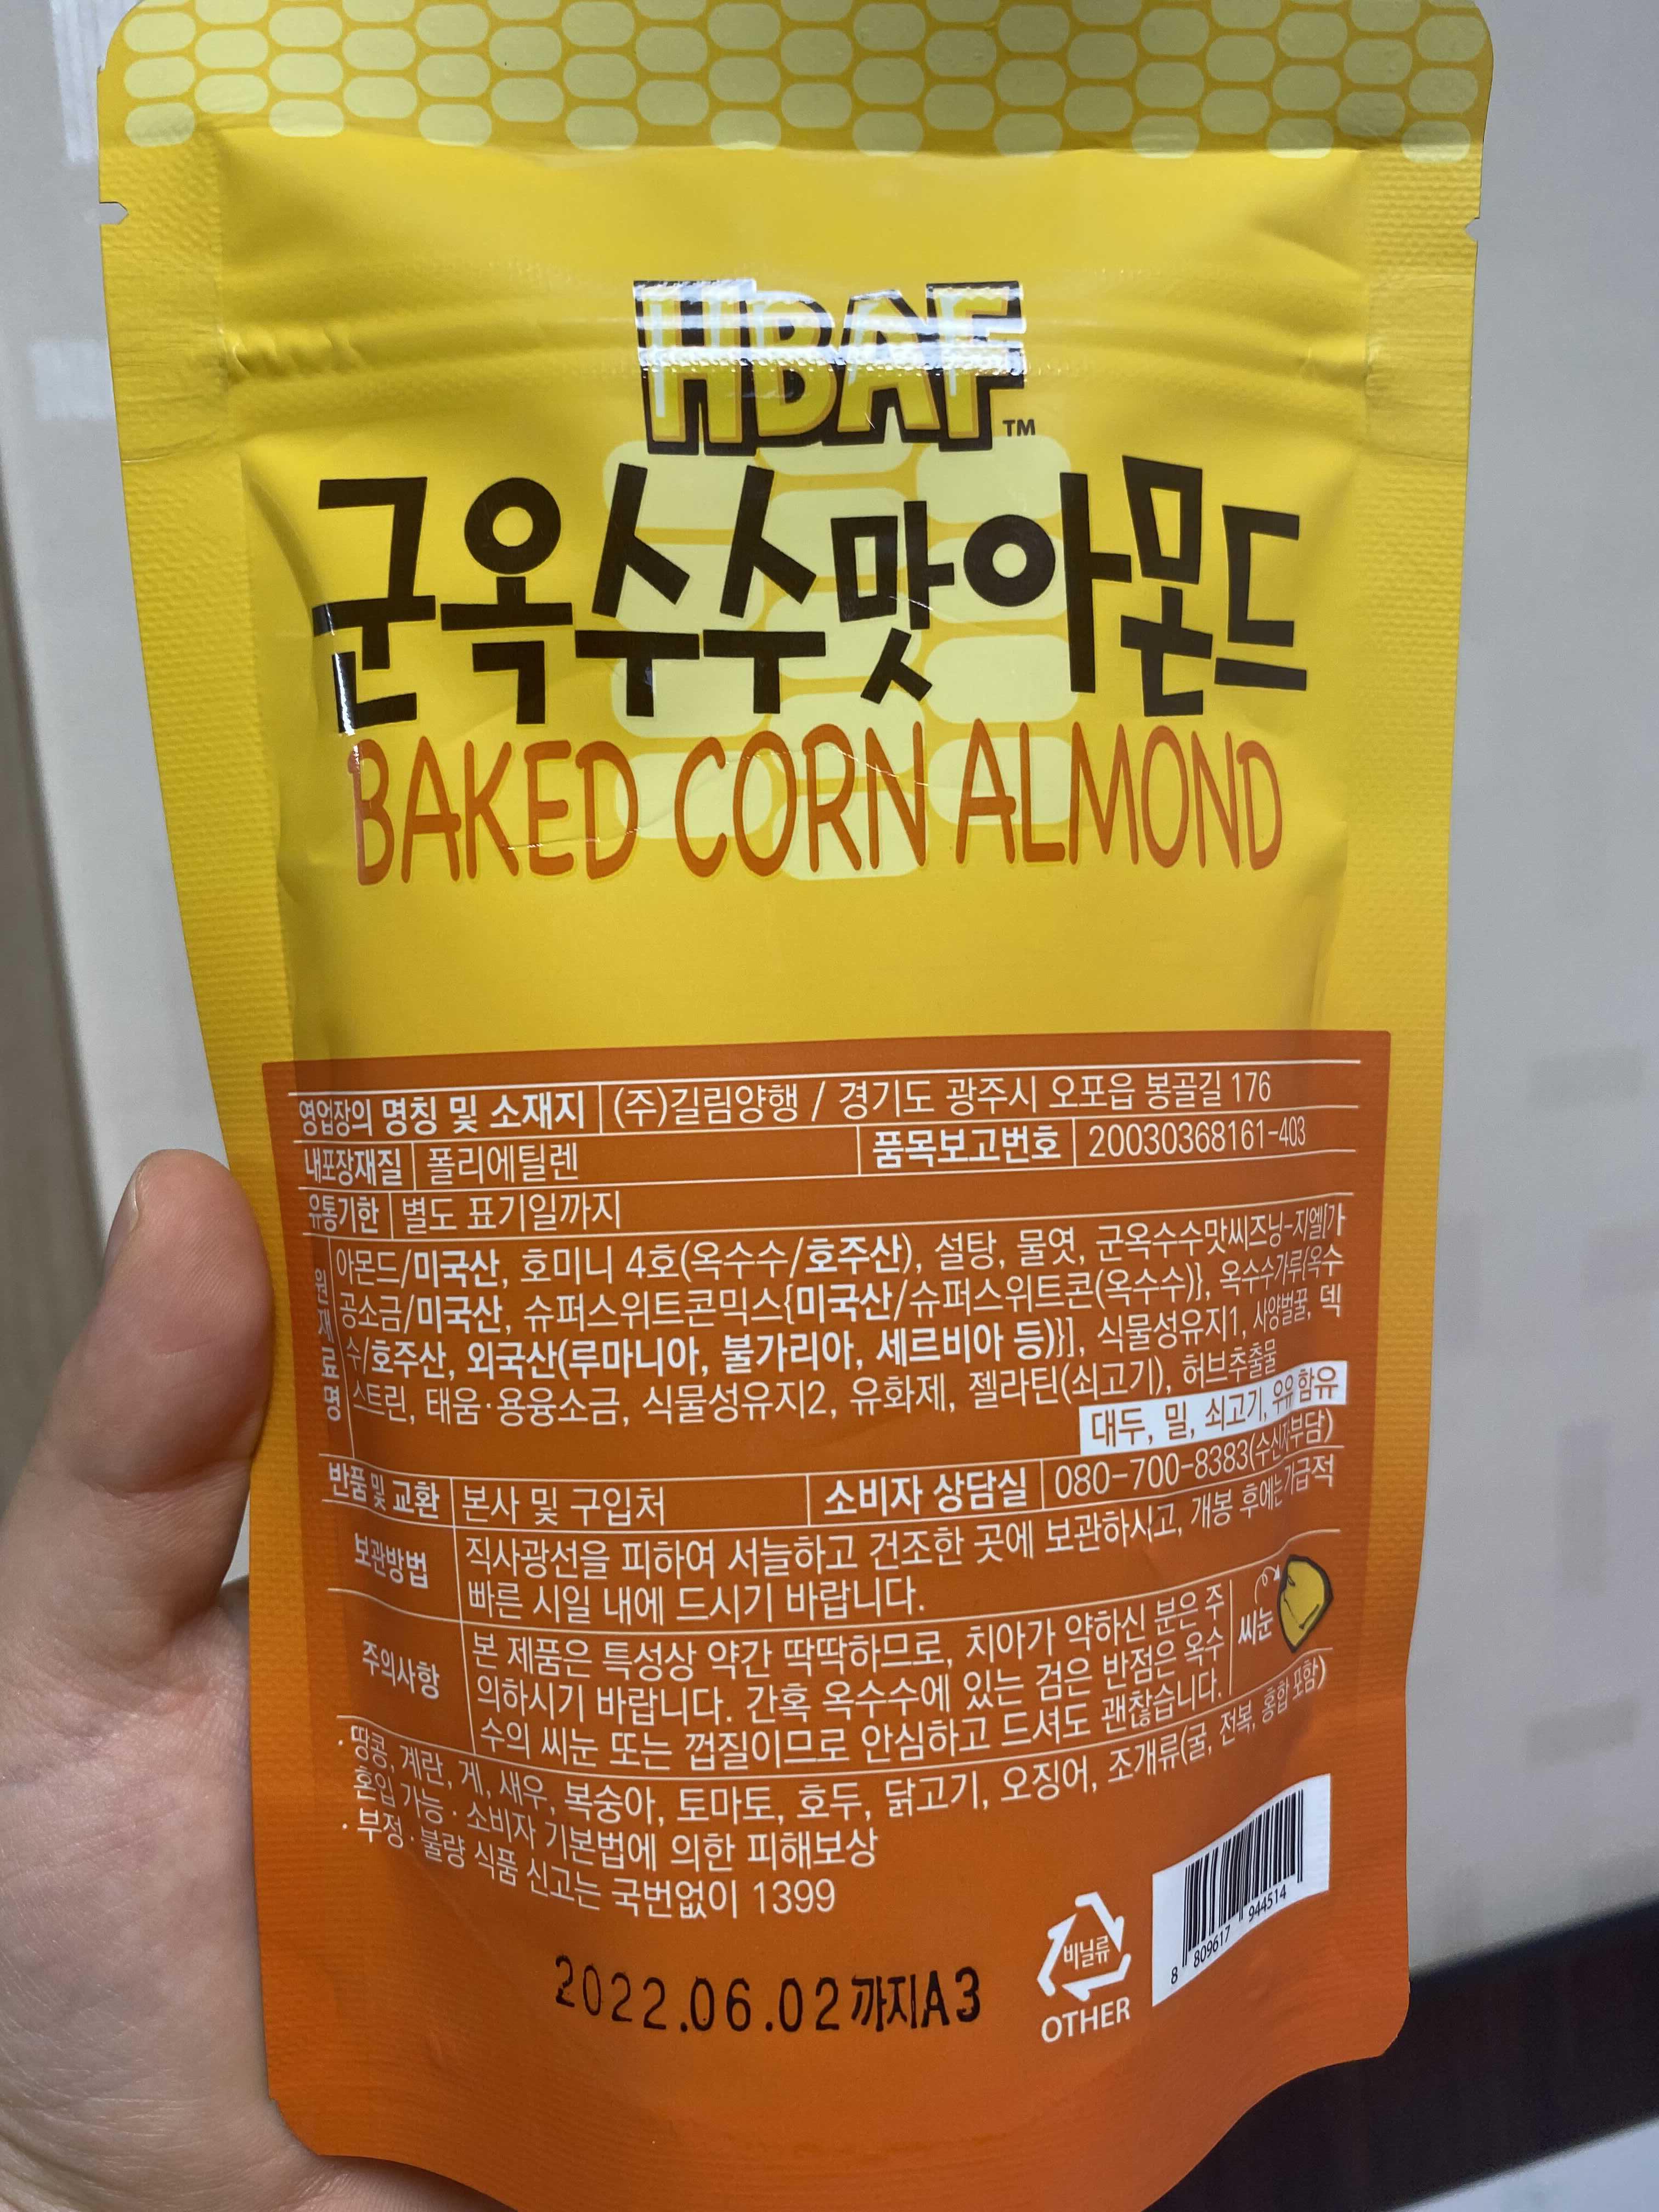 HBAF™
군옥수수맛아몬드
BAKED CORN ALMOND
영업장의 명칭 및 소재지 (주)길림양행 / 경기도 광주시 오포읍 봉골길 176
내포장재질 폴리에틸렌 품목보고번호 20030368161-403
유통기한 별도 표기일까지
원재료명
아몬드/미국산, 호미니 4호(옥수수/호주산), 설탕, 물엿, 군옥수수맛씨즈닝-지엘[가
공소금/미국산, 슈퍼스위트콘믹스{미국산/슈퍼스위트콘(옥수수)}, 옥수수가루{옥수
수/호주산, 외국산(루마니아, 불가리아, 세르비아 등)}], 식물성유지1, 사양벌꿀, 덱
스트린, 태움·용융소금, 식물성유지2, 유화제, 젤라틴(쇠고기), 허브추출물
대두, 밀, 쇠고기, 우유 함유
반품 및 교환 본사 및 구입처 소비자 상담실 080-700-8383(수신자부담)
보관방법 직사광선을 피하여 서늘하고 건조한 곳에 보관하시고, 개봉 후에는 가급적
빠른 시일 내에 드시기 바랍니다.
주의사항 본 제품은 특성상 약간 딱딱하므로, 치아가 약하신 분은 주
의하시기 바랍니다. 간혹 옥수수에 있는 검은 반점은 옥수
수의 씨눈 또는 껍질이므로 안심하고 드셔도 괜찮습니다.
씨눈
· 땅콩, 계란, 게, 새우, 복숭아, 토마토, 호두, 닭고기, 오징어, 조개류(굴, 전복, 홍합 포함)
혼입 가능 · 소비자 기본법에 의한 피해보상
· 부정·불량 식품 신고는 국번없이 1399
2022.06.02까지A3
비닐류
OTHER
8 809617 944514